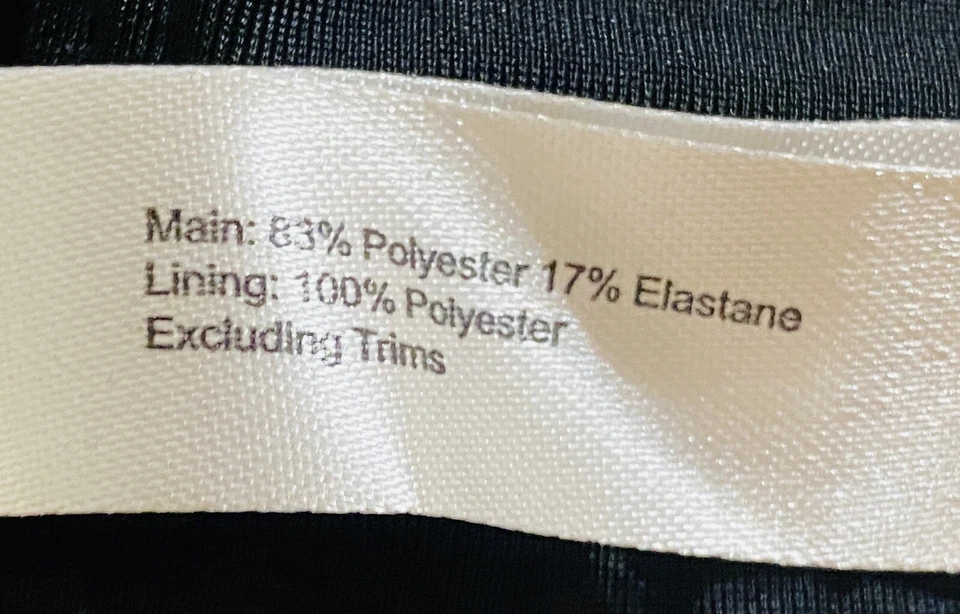 Main: 83% Polyester 17% Elastane
Lining: 100% Polyester
Excluding Trims